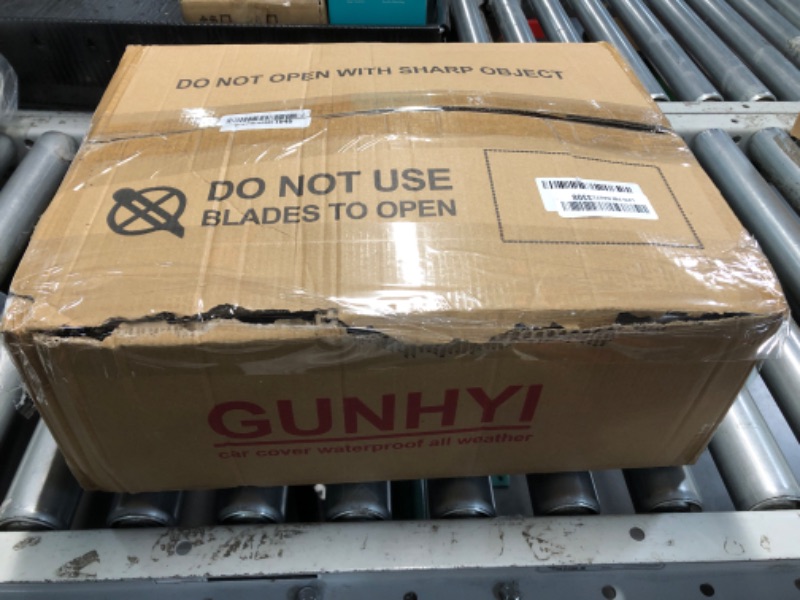 DO NOT OPEN WITH SHARP OBJECT
DO NOT USE
BLADES TO OPEN
GUNHYI
car cover waterproof all weather